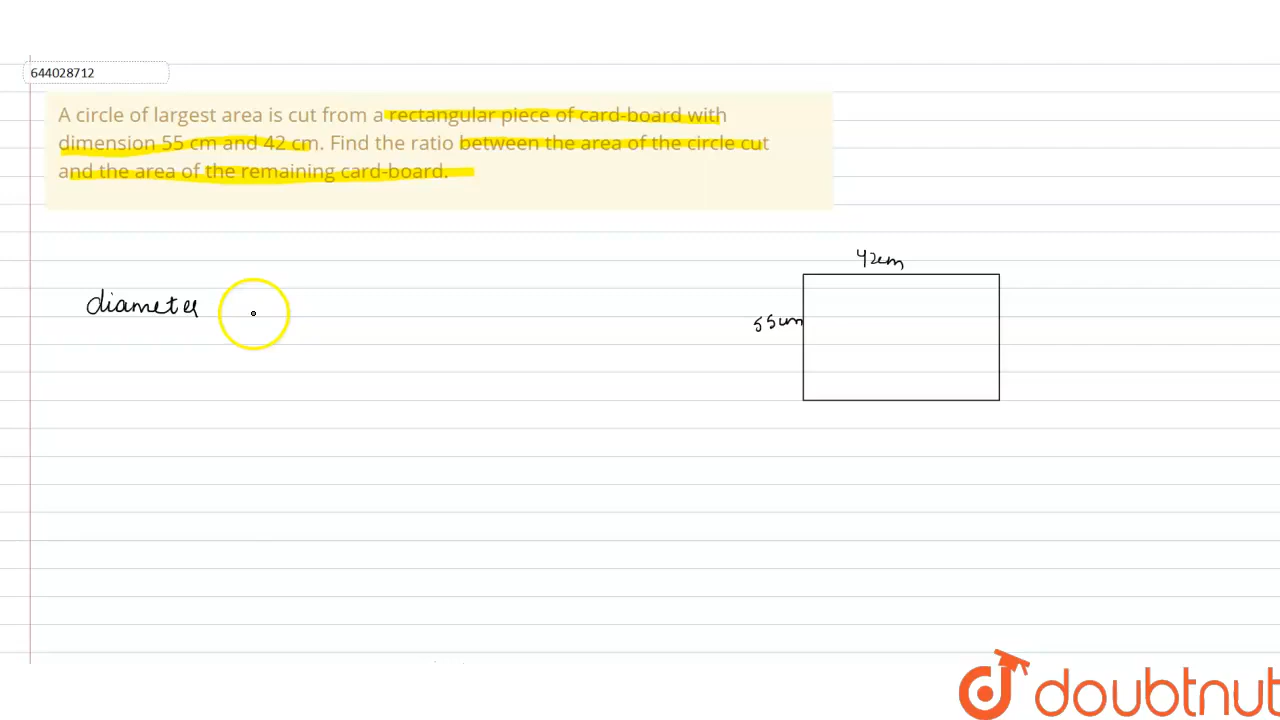 644028712
A circle of largest area is cut from a rectangular piece of card-board with
dimension 55 cm and 42 cm. Find the ratio between the area of the circle cut
and the area of the remaining card-board.
42cm
diameter
55cm
doubtnut